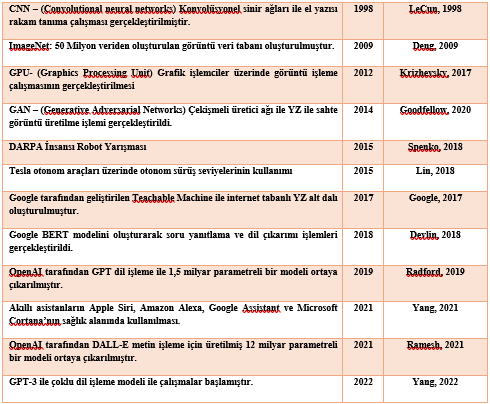 CNN – (Convolutional neural networks) Konvolüsyonel sinir ağları ile el yazısı 1998 LeCun, 1998
rakam tanıma çalışması gerçekleştirilmiştir.
ImageNet: 50 Milyon veriden oluşturulan görüntü veri tabanı oluşturulmuştur. 2009 Deng, 2009
GPU- (Graphics Processing Unit) Grafik işlemciler üzerinde görüntü işleme 2012 Krizhevsky, 2017
çalışmasının gerçekleştirilmesi
GAN – (Generative Adversarial Networks) Çekişmeli üretici ağı ile YZ ile sahte 2014 Goodfellow, 2020
görüntü üretilme işlemi gerçekleştirildi.
DARPA İnsansı Robot Yarışması 2015 Spenko, 2018
Tesla otonom araçları üzerinde otonom sürüş seviyelerinin kullanımı 2015 Lin, 2018
Google tarafından geliştirilen Teachable Machine ile internet tabanlı YZ alt dalı 2017 Google, 2017
oluşturulmuştur.
Google BERT modelini oluşturarak soru yanıtlama ve dil çıkarımı işlemleri 2018 Devlin, 2018
gerçekleştirildi.
OpenAI tarafından GPT dil işleme ile 1,5 milyar parametreli bir modeli ortaya 2019 Radford, 2019
çıkarılmıştır.
Akıllı asistanların Apple Siri, Amazon Alexa, Google Assistant ve Microsoft 2021 Yang, 2021
Cortana’nın sağlık alanında kullanılması.
OpenAI tarafından DALL-E metin işleme için üretilmiş 12 milyar parametreli 2021 Ramesh, 2021
bir modeli ortaya çıkarılmıştır.
GPT-3 ile çoklu dil işleme modeli ile çalışmalar başlamıştır. 2022 Yang, 2022